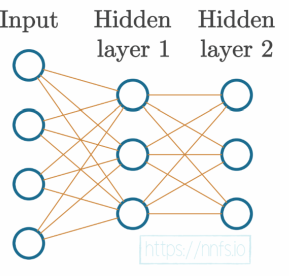 Input
Hidden
layer 1
Hidden
layer 2
https://nnfs.io